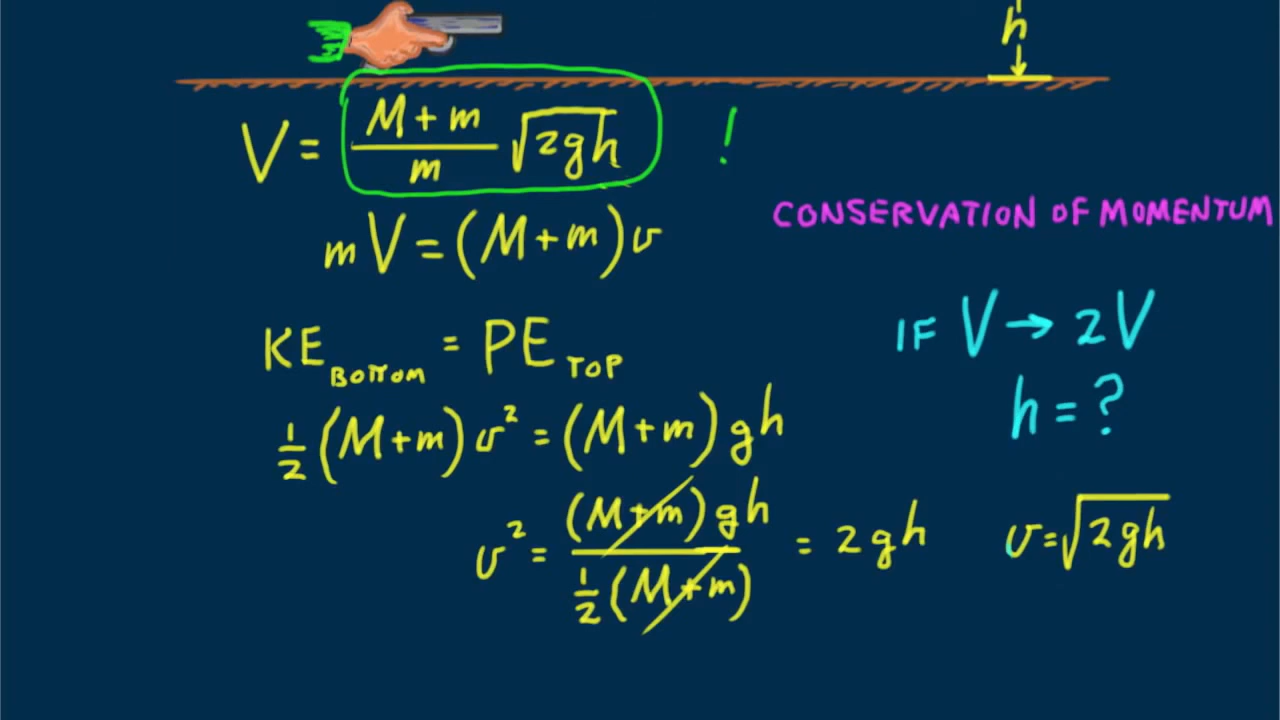 h
V = (M + m)/m √2gh !
CONSERVATION OF MOMENTUM
mV = (M + m)v
IF V → 2V
KE BOTTOM = PE TOP
h = ?
1/2 (M + m)v² = (M + m)gh
v² = (M + m)gh / 1/2 (M + m) = 2gh
v = √2gh